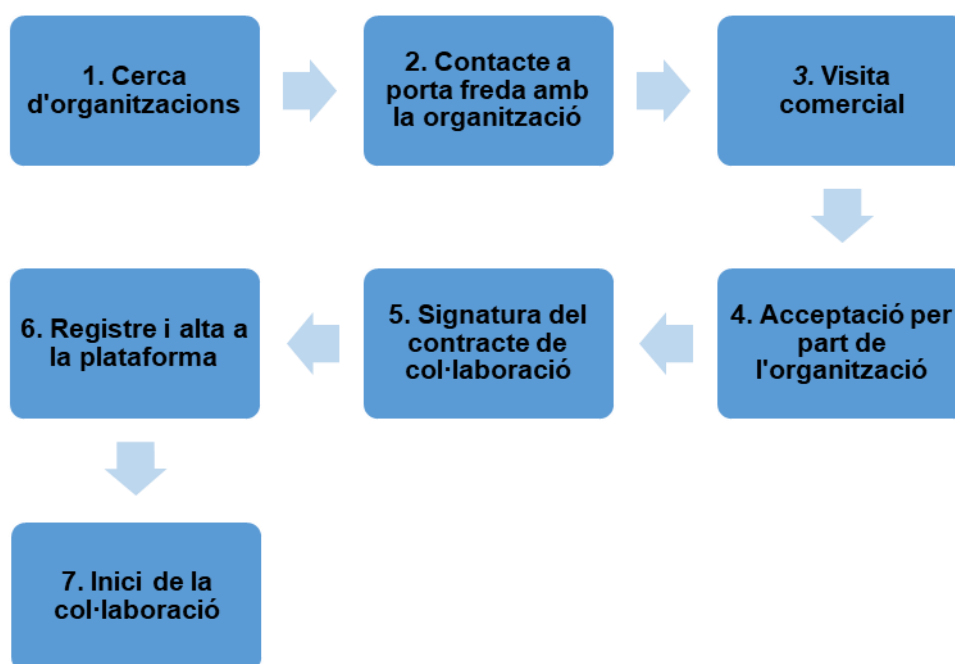 1. Cerca
d'organitzacions
2. Contacte a
porta freda amb
la organització
3. Visita
comercial
4. Acceptació per
part de
l'organització
5. Signatura del
contracte de
col·laboració
6. Registre i alta a
la plataforma
7. Inici de la
col·laboració